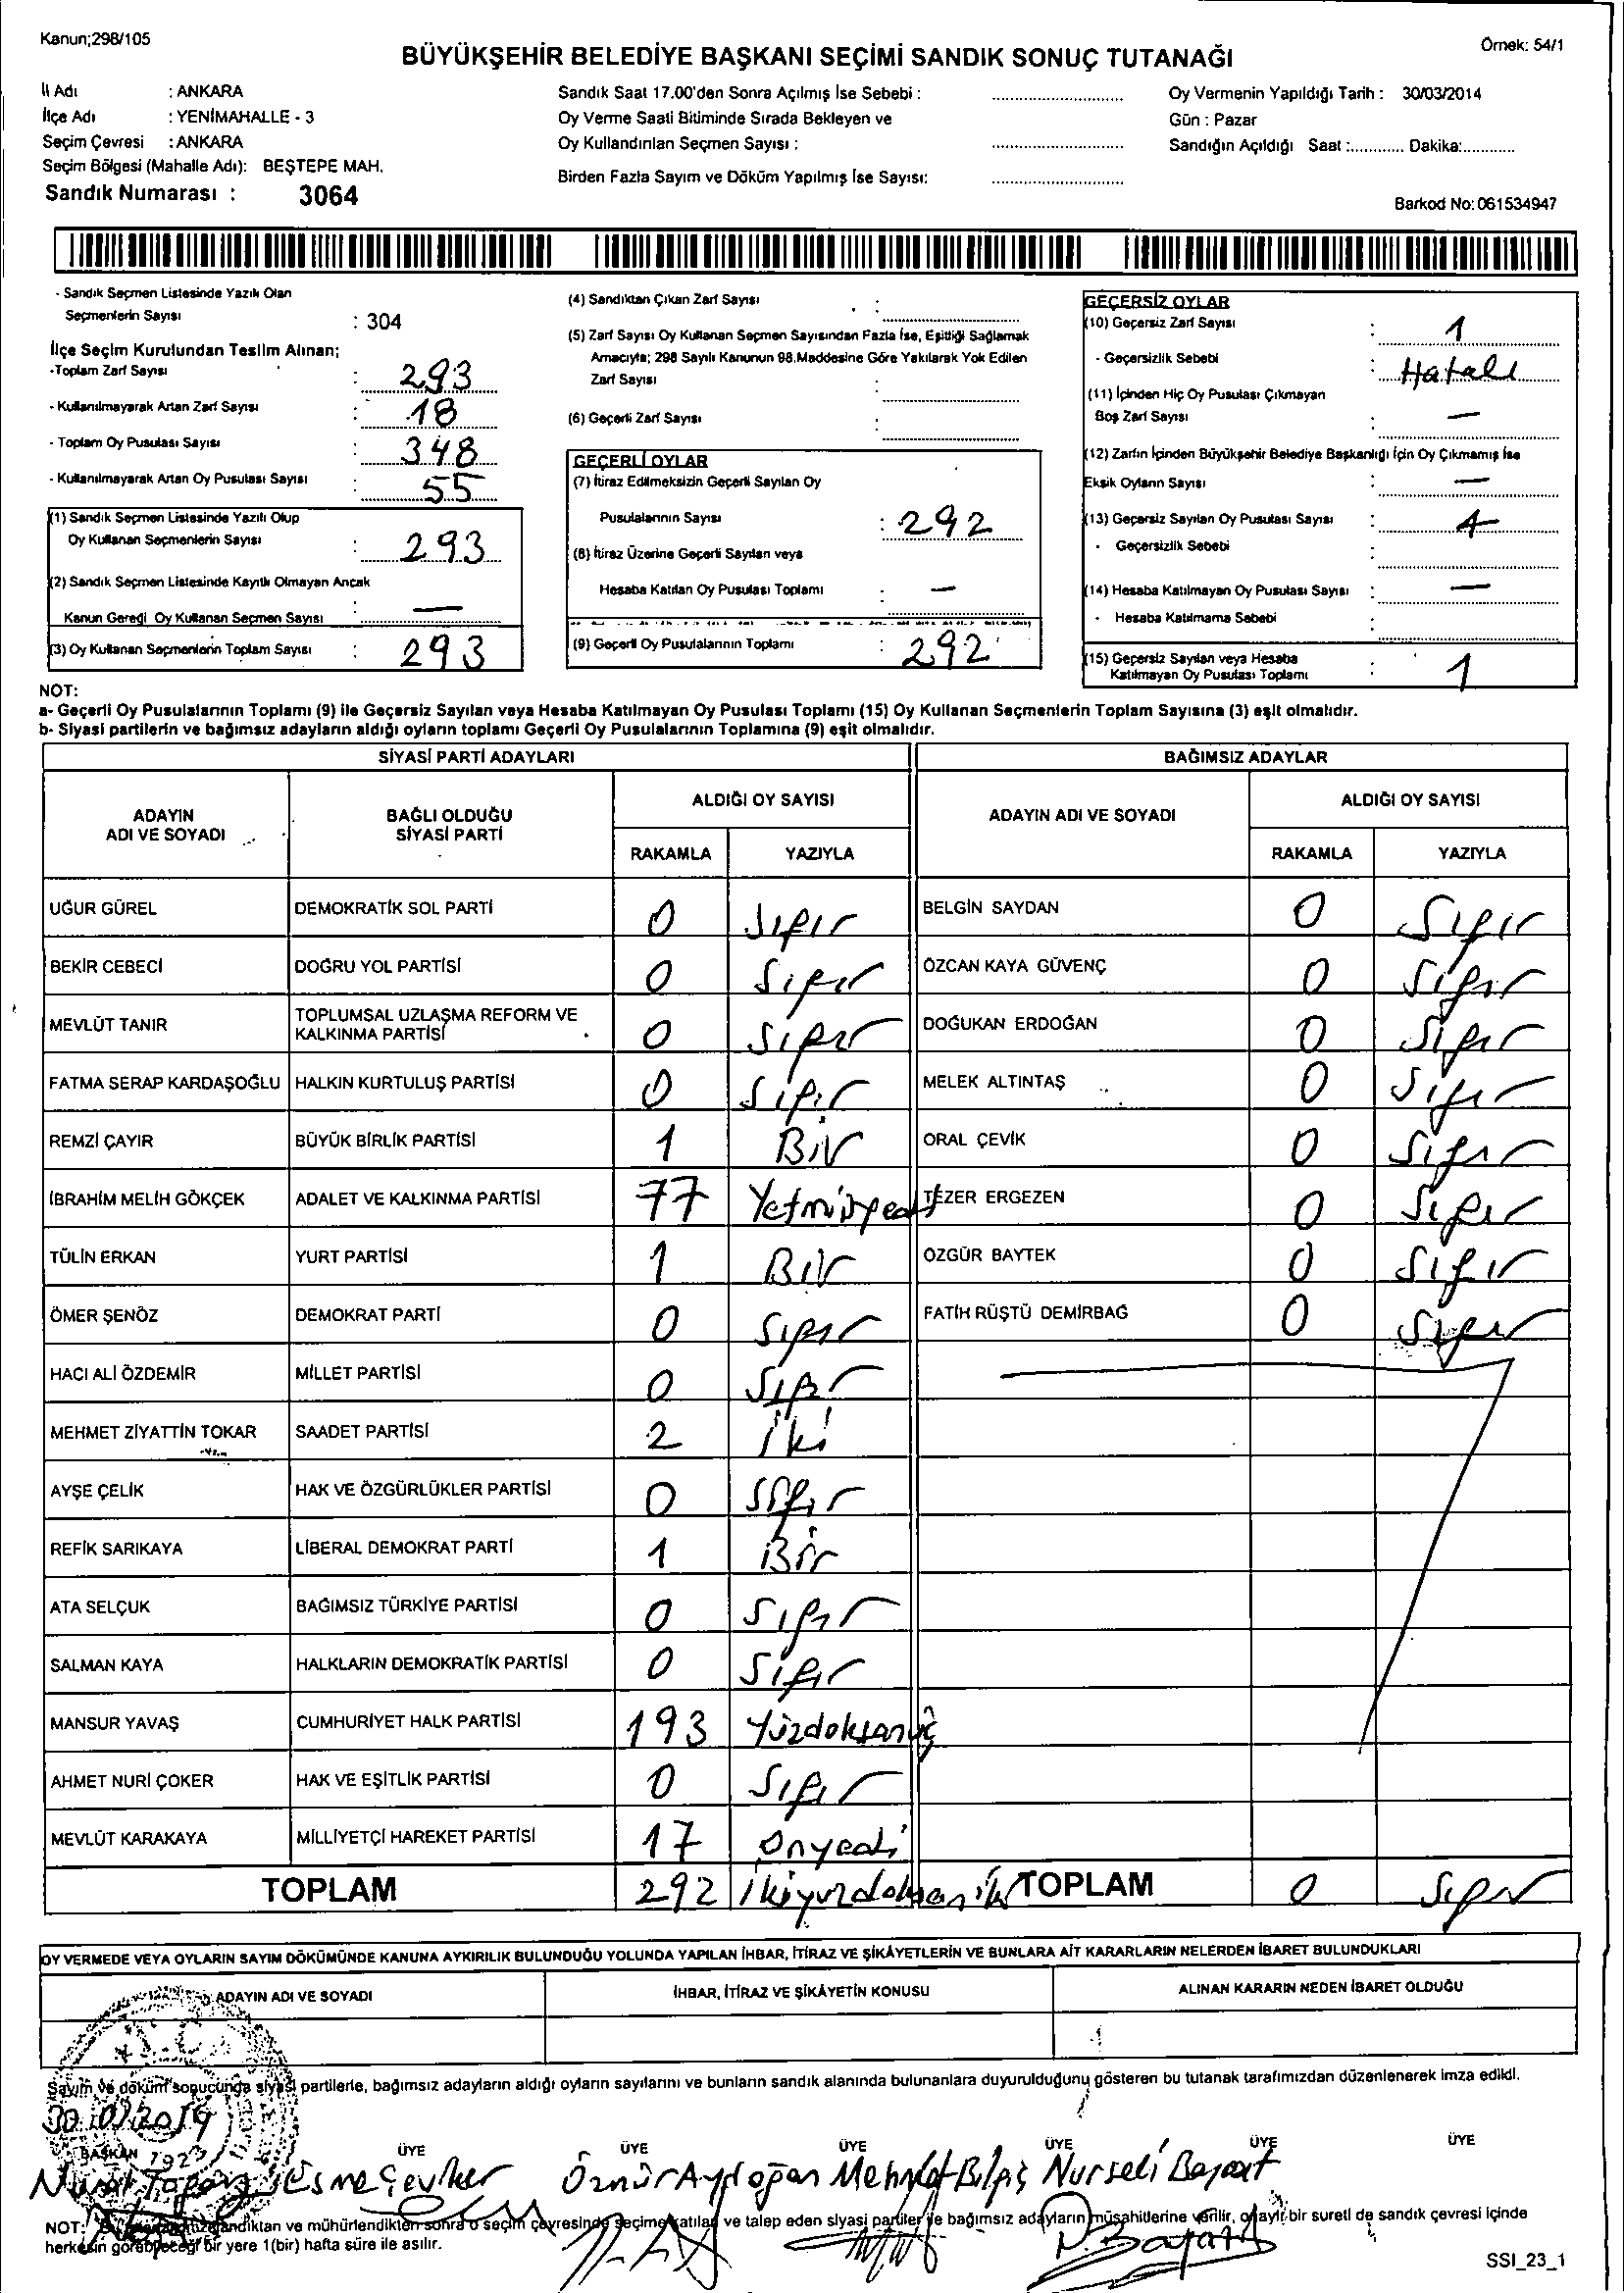 Kanun;298/105
Örnek: 54/1
BÜYÜKŞEHİR BELEDİYE BAŞKANI SEÇİMİ SANDIK SONUÇ TUTANAĞI
İl Adı : ANKARA
İlçe Adı : YENİMAHALLE - 3
Seçim Çevresi : ANKARA
Seçim Bölgesi (Mahalle Adı): BEŞTEPE MAH.
Sandık Numarası : 3064
Sandık Saat 17.00'den Sonra Açılmış İse Sebebi :
Oy Verme Saati Bitiminde Sırada Bekleyen ve
Oy Kullandırılan Seçmen Sayısı :
Birden Fazla Sayım ve Döküm Yapılmış İse Sayısı:
Oy Vermenin Yapıldığı Tarih : 30/03/2014
Gün : Pazar
Sandığın Açıldığı Saat :............ Dakika:............
Barkod No: 061534947
- Sandık Seçmen Listesinde Yazılı Olan
Seçmenlerin Sayısı : 304
İlçe Seçim Kurulundan Teslim Alınan;
-Toplam Zarf Sayısı : 293
- Kullanılmayarak Artan Zarf Sayısı : 18
- Toplam Oy Pusulası Sayısı : 348
- Kullanılmayarak Artan Oy Pusulası Sayısı : 55
(1) Sandık Seçmen Listesinde Yazılı Olup
Oy Kullanan Seçmenlerin Sayısı : 293
(2) Sandık Seçmen Listesinde Kayıtlı Olmayan Ancak
Kanun Gereği Oy Kullanan Seçmen Sayısı : —
(3) Oy Kullanan Seçmenlerin Toplam Sayısı : 293
(4) Sandıktan Çıkan Zarf Sayısı :
(5) Zarf Sayısı Oy Kullanan Seçmen Sayısından Fazla İse, Eşitliği Sağlamak
Amacıyla; 298 Sayılı Kanunun 98.Maddesine Göre Yakılarak Yok Edilen
Zarf Sayısı :
(6) Geçerli Zarf Sayısı :
GEÇERLİ OYLAR
(7) İtiraz Edilmeksizin Geçerli Sayılan Oy
Pusulalarının Sayısı : 292
(8) İtiraz Üzerine Geçerli Sayılan veya
Hesaba Katılan Oy Pusulası Toplamı : —
(9) Geçerli Oy Pusulalarının Toplamı : 292
GEÇERSİZ OYLAR
(10) Geçersiz Zarf Sayısı : 1
- Geçersizlik Sebebi : Hatalı
(11) İçinden Hiç Oy Pusulası Çıkmayan
Boş Zarf Sayısı : —
(12) Zarfın İçinden Büyükşehir Belediye Başkanlığı İçin Oy Çıkmamış İse
Eksik Oyların Sayısı : —
(13) Geçersiz Sayılan Oy Pusulası Sayısı :
- Geçersizlik Sebebi :
(14) Hesaba Katılmayan Oy Pusulası Sayısı : —
- Hesaba Katılmama Sebebi :
(15) Geçersiz Sayılan veya Hesaba
Katılmayan Oy Pusulası Toplamı : 1
NOT:
a- Geçerli Oy Pusulalarının Toplamı (9) ile Geçersiz Sayılan veya Hesaba Katılmayan Oy Pusulası Toplamı (15) Oy Kullanan Seçmenlerin Toplam Sayısına (3) eşit olmalıdır.
b- Siyasi partilerin ve bağımsız adayların aldığı oyların toplamı Geçerli Oy Pusulalarının Toplamına (9) eşit olmalıdır.
SİYASİ PARTİ ADAYLARI
ADAYIN ADI VE SOYADI
BAĞLI OLDUĞU SİYASİ PARTİ
ALDIĞI OY SAYISI
RAKAMLA YAZIYLA
UĞUR GÜREL DEMOKRATİK SOL PARTİ 0 Sıfır
BEKİR CEBECİ DOĞRU YOL PARTİSİ 0 Sıfır
MEVLÜT TANIR TOPLUMSAL UZLAŞMA REFORM VE KALKINMA PARTİSİ 0 Sıfır
FATMA SERAP KARDAŞOĞLU HALKIN KURTULUŞ PARTİSİ 0 Sıfır
REMZİ ÇAYIR BÜYÜK BİRLİK PARTİSİ 1 Bir
İBRAHİM MELİH GÖKÇEK ADALET VE KALKINMA PARTİSİ 77 Yetmişyedi
TÜLİN ERKAN YURT PARTİSİ 1 Bir
ÖMER ŞENÖZ DEMOKRAT PARTİ 0 Sıfır
HACI ALİ ÖZDEMİR MİLLET PARTİSİ 0 Sıfır
MEHMET ZİYATTİN TOKAR SAADET PARTİSİ 2 İki
AYŞE ÇELİK HAK VE ÖZGÜRLÜKLER PARTİSİ 0 Sıfır
REFİK SARIKAYA LİBERAL DEMOKRAT PARTİ 1 Bir
ATA SELÇUK BAĞIMSIZ TÜRKİYE PARTİSİ 0 Sıfır
SALMAN KAYA HALKLARIN DEMOKRATİK PARTİSİ 0 Sıfır
MANSUR YAVAŞ CUMHURİYET HALK PARTİSİ 193 Yüzdoksanüç
AHMET NURİ ÇOKER HAK VE EŞİTLİK PARTİSİ 0 Sıfır
MEVLÜT KARAKAYA MİLLİYETÇİ HAREKET PARTİSİ 17 Onyedi
TOPLAM 292 İkiyüzdoksaniki
BAĞIMSIZ ADAYLAR
ADAYIN ADI VE SOYADI
ALDIĞI OY SAYISI
RAKAMLA YAZIYLA
BELGİN SAYDAN 0 Sıfır
ÖZCAN KAYA GÜVENÇ 0 Sıfır
DOĞUKAN ERDOĞAN 0 Sıfır
MELEK ALTINTAŞ 0 Sıfır
ORAL ÇEVİK 0 Sıfır
TEZER ERGEZEN 0 Sıfır
ÖZGÜR BAYTEK 0 Sıfır
FATİH RÜŞTÜ DEMİRBAĞ 0 Sıfır
TOPLAM 0 Sıfır
OY VERMEDE VEYA OYLARIN SAYIM DÖKÜMÜNDE KANUNA AYKIRILIK BULUNDUĞU YOLUNDA YAPILAN İHBAR, İTİRAZ VE ŞİKÂYETLERİN VE BUNLARA AİT KARARLARIN NELERDEN İBARET BULUNDUKLARI
ADAYIN ADI VE SOYADI
İHBAR, İTİRAZ VE ŞİKÂYETİN KONUSU
ALINAN KARARIN NEDEN İBARET OLDUĞU
Sayım ve döküm sonucunda siyasi partilerle, bağımsız adayların aldığı oyların sayılarını ve bunların sandık alanında bulunanlara duyurulduğunu gösteren bu tutanak tarafımızdan düzenlenerek imza edildi.
BAŞKAN ÜYE ÜYE ÜYE ÜYE ÜYE ÜYE
Öznur Aydoğan Mehmet Nurseli
NOT: ve mühürlendikten sonra o seçim çevresinde seçime katılan ve talep eden siyasi partiler ile bağımsız adayların müşahitlerine verilir, onaylı bir sureti de sandık çevresi içinde
herkesin görebileceği bir yere 1(bir) hafta süre ile asılır.
SSI_23_1